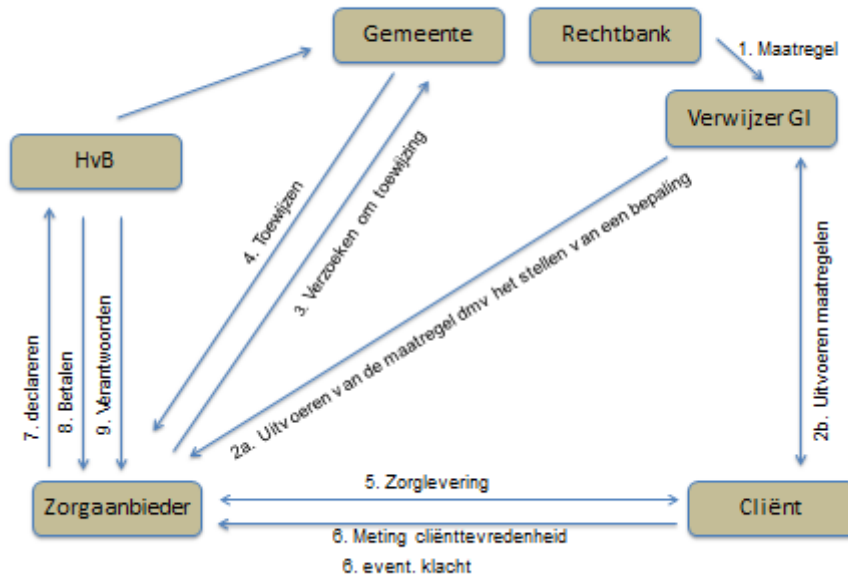 Gemeente
Rechtbank
1. Maatregel
Verwijzer GI
HvB
4. Toewijzen
3. Verzoeken om toewijzing
2a. Uitvoeren van de maatregel dmv het stellen van een bepaling
2b. Uitvoeren maatregelen
7. declareren
8. Betalen
9. Verantwoorden
Zorgaanbieder
5. Zorglevering
Cliënt
6. Meting cliënttevredenheid
6. event. klacht